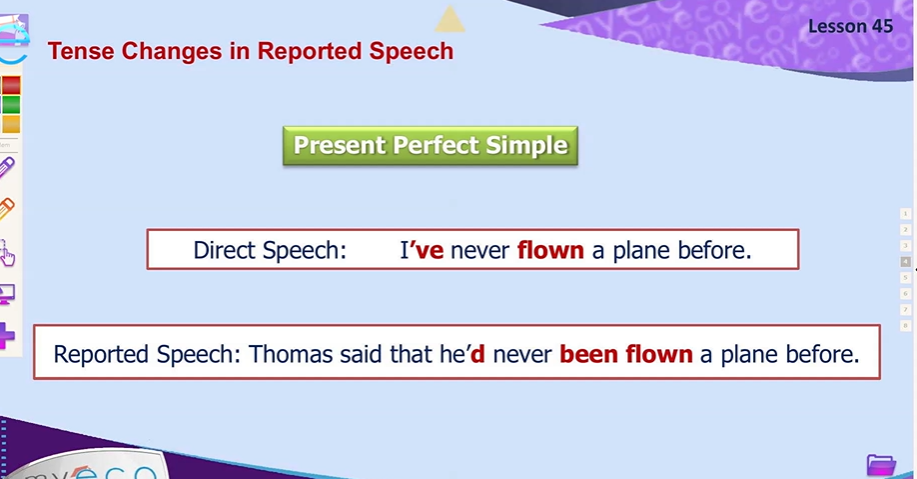 Lesson 45
Tense Changes in Reported Speech
Present Perfect Simple
Direct Speech: I've never flown a plane before.
Reported Speech: Thomas said that he'd never been flown a plane before.
1
2
3
4
5
6
7
8
myeco